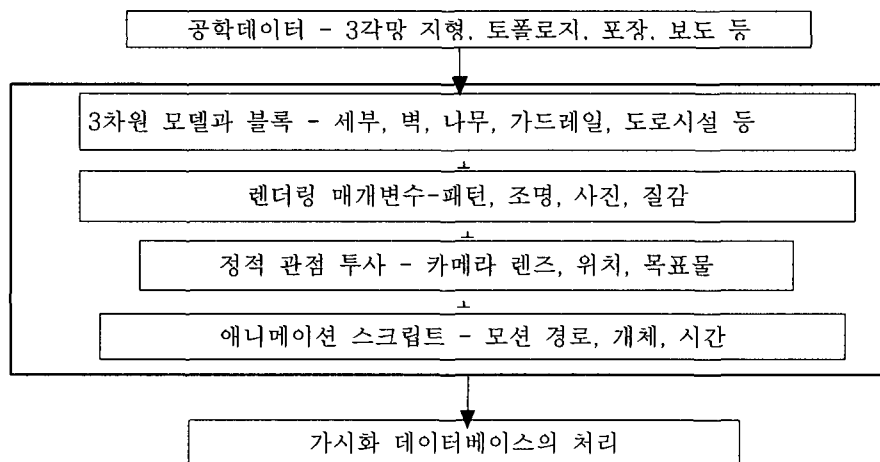 공학데이터 - 3각망 지형, 토폴로지, 포장, 보도 등
3차원 모델과 블록 - 세부, 벽, 나무, 가드레일, 도로시설 등
+
렌더링 매개변수-패턴, 조명, 사진, 질감
+
정적 관점 투사 - 카메라 렌즈, 위치, 목표물
+
애니메이션 스크립트 - 모션 경로, 개체, 시간
가시화 데이터베이스의 처리